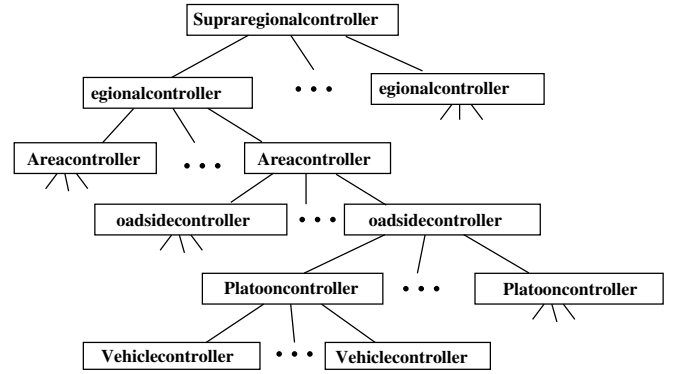 Supraregionalcontroller
egionalcontroller
egionalcontroller
Areacontroller
Areacontroller
oadsidecontroller
oadsidecontroller
Platooncontroller
Platooncontroller
Vehiclecontroller
Vehiclecontroller